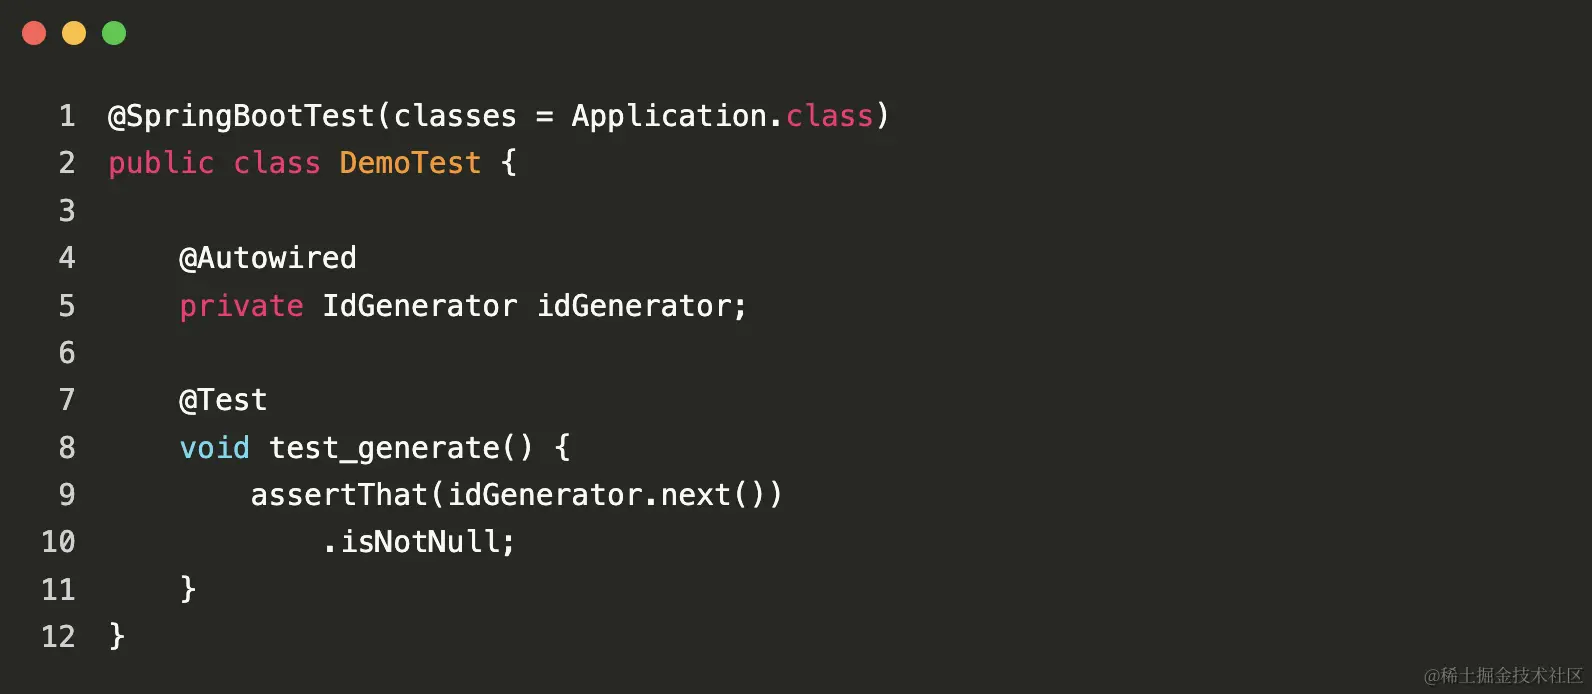 1 @SpringBootTest(classes = Application.class)
2 public class DemoTest {
3
4     @Autowired
5     private IdGenerator idGenerator;
6
7     @Test
8     void test_generate() {
9         assertThat(idGenerator.next())
10             .isNotNull;
11     }
12 }
@稀土掘金技术社区